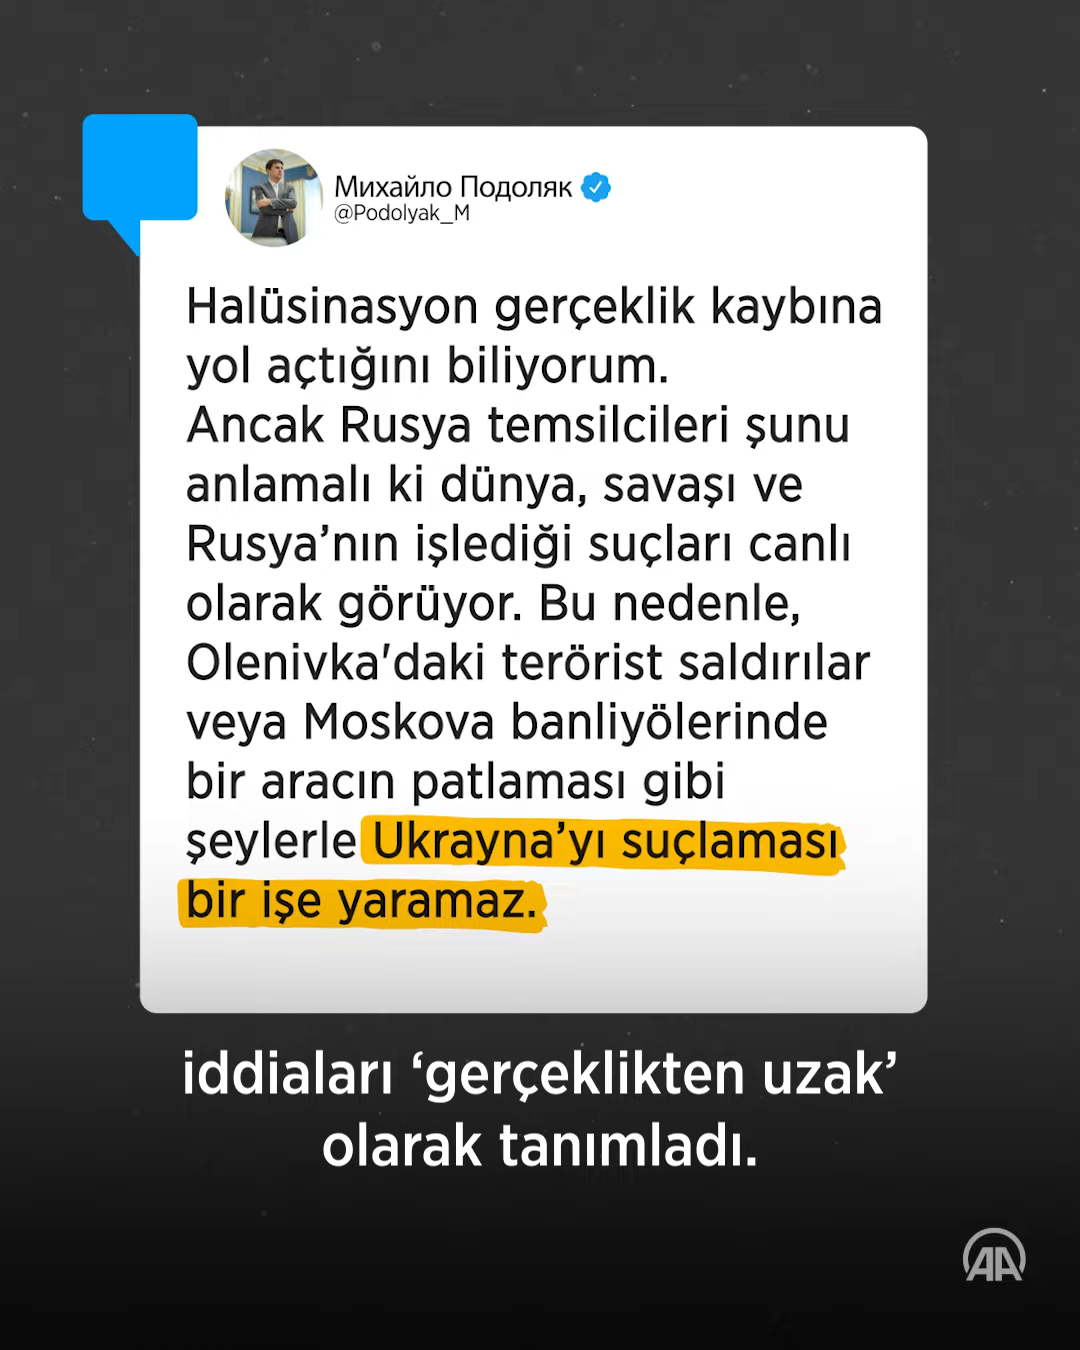 Михайло Подоляк
@Podolyak_M
Halüsinasyon gerçeklik kaybına
yol açtığını biliyorum.
Ancak Rusya temsilcileri şunu
anlamalı ki dünya, savaşı ve
Rusya’nın işlediği suçları canlı
olarak görüyor. Bu nedenle,
Olenivka'daki terörist saldırılar
veya Moskova banliyölerinde
bir aracın patlaması gibi
şeylerle Ukrayna’yı suçlaması
bir işe yaramaz.
iddiaları ‘gerçeklikten uzak’
olarak tanımladı.
AA